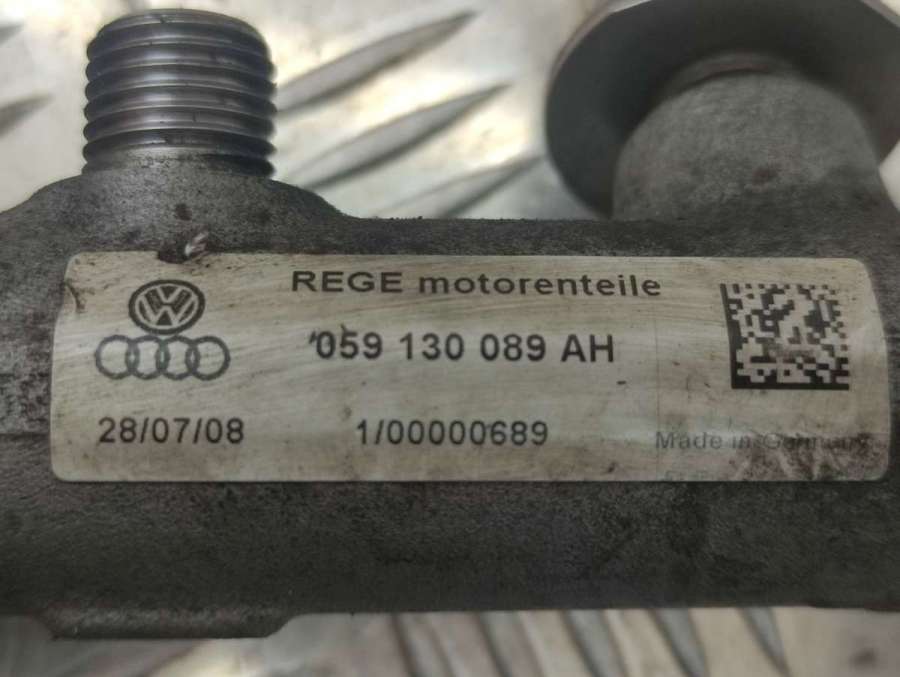 REGE motorenteile
059 130 089 AH
28/07/08 1/00000689 Made in Germany